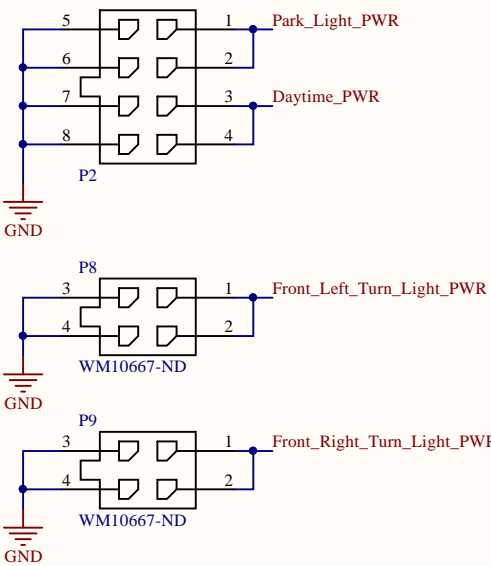 5 1 Park_Light_PWR
6 2
7 3 Daytime_PWR
8 4
P2
GND
P8
3 1 Front_Left_Turn_Light_PWR
4 2
WM10667-ND
GND
P9
3 1 Front_Right_Turn_Light_PWR
4 2
WM10667-ND
GND